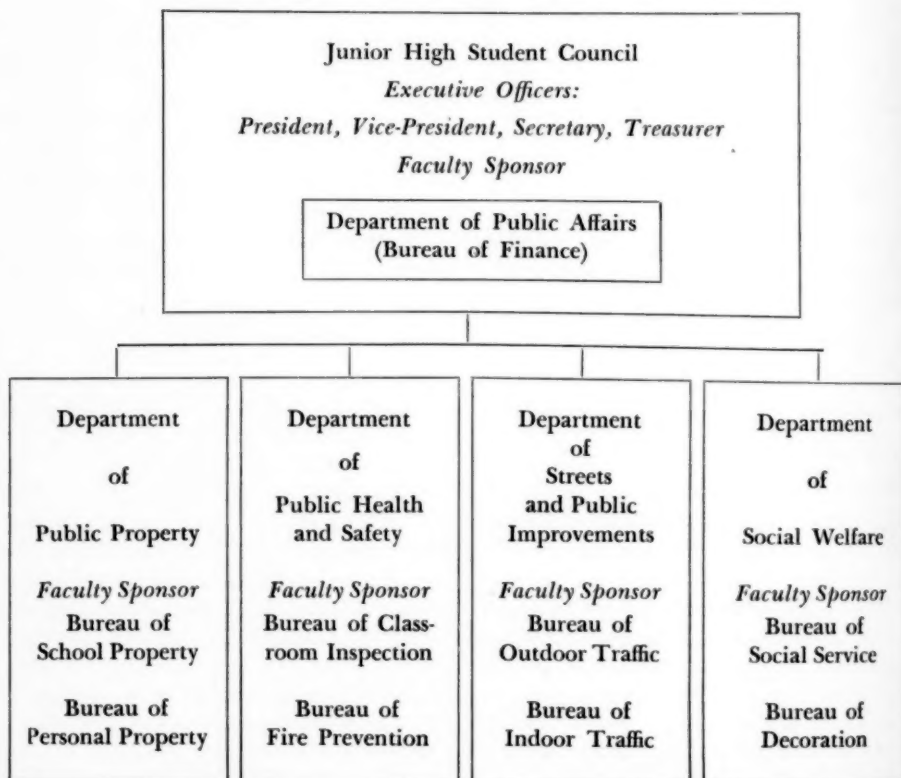 Junior High Student Council
Executive Officers:
President, Vice-President, Secretary, Treasurer
Faculty Sponsor
Department of Public Affairs
(Bureau of Finance)
Department
of
Public Property
Faculty Sponsor
Bureau of
School Property
Bureau of
Personal Property
Department
of
Public Health
and Safety
Faculty Sponsor
Bureau of Class-
room Inspection
Bureau of
Fire Prevention
Department
of
Streets
and Public
Improvements
Faculty Sponsor
Bureau of
Outdoor Traffic
Bureau of
Indoor Traffic
Department
of
Social Welfare
Faculty Sponsor
Bureau of
Social Service
Bureau of
Decoration